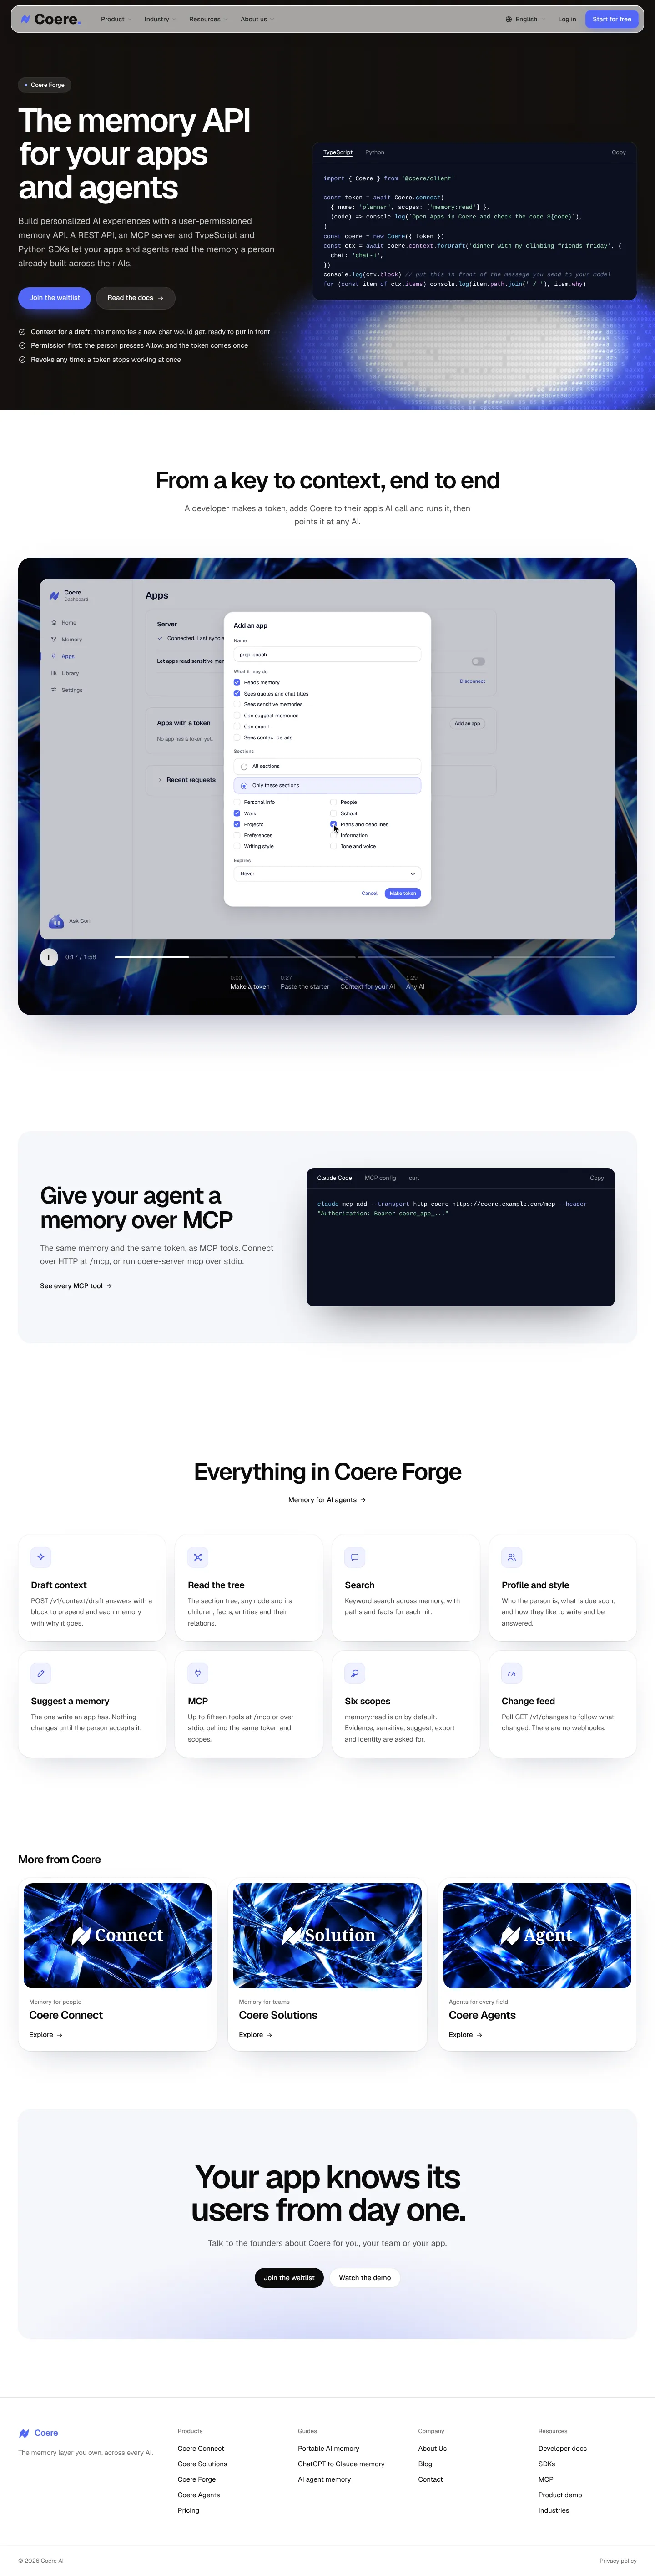 Coere.
Product
Industry
Resources
About us
English
Log in
Start for free
+ Coere Forge
The memory API
for your apps
and agents
Build personalized AI experiences with a user-permissioned
memory API. A REST API, an MCP server and TypeScript and
Python SDKs let your apps and agents read the memory a person
already built across their AIs.
Join the waitlist
Read the docs →
Context for a draft: the memories a new chat would get, ready to put in front
Permission first: the person presses Allow, and the token comes once
Revoke any time: a token stops working at once
TypeScript
Python
Copy
import { Coere } from '@coere/client'
const token = await Coere.connect(
{ name: 'planner', scopes: ['memory:read'] },
(code) => console.log(`Open Apps in Coere and check the code ${code}`),
)
const coere = new Coere({ token })
const ctx = await coere.context.forDraft('dinner with my climbing friends friday', {
chat: 'chat-1',
})
console.log(ctx.block) // put this in front of the message you send to your model
for (const item of ctx.items) console.log(item.path.join(' / '), item.why)
From a key to context, end to end
A developer makes a token, adds Coere to their app's AI call and runs it, then
points it at any AI.
Coere
Dashboard
Home
Memory
Apps
Library
Settings
Ask Cori
Apps
Server
Connected. Last sync
Let apps read sensitive
Disconnect
Apps with a token
Add an app
No app has a token yet.
Recent requests
Add an app
Name
prep-coach
What it may do
Reads memory
Sees quotes and chat titles
Sees sensitive memories
Can suggest memories
Can export
Sees contact details
Sections
All sections
Only these sections
Personal info
People
Work
School
Projects
Plans and deadlines
Preferences
Information
Writing style
Tone and voice
Expires
Never
Cancel
Make token
0:17 / 1:58
0:00
0:27
1:29
Make a token
Paste the starter
Context for your AI
Any AI
Give your agent a
memory over MCP
The same memory and the same token, as MCP tools. Connect
over HTTP at /mcp, or run coere-server mcp over stdio.
See every MCP tool →
Claude Code
MCP config
curl
Copy
claude mcp add --transport http coere https://coere.example.com/mcp --header
"Authorization: Bearer coere_app_..."
Everything in Coere Forge
Memory for AI agents →
Draft context
POST /v1/context/draft answers with a
block to prepend and each memory
with why it goes.
Read the tree
The section tree, any node and its
children, facts, entities and their
relations.
Search
Keyword search across memory, with
paths and facts for each hit.
Profile and style
Who the person is, what is due soon,
and how they like to write and be
answered.
Suggest a memory
The one write an app has. Nothing
changes until the person accepts it.
MCP
Up to fifteen tools at /mcp or over
stdio, behind the same token and
scopes.
Six scopes
memory:read is on by default.
Evidence, sensitive, suggest, export
and identity are asked for.
Change feed
Poll GET /v1/changes to follow what
changed. There are no webhooks.
More from Coere
Connect
Memory for people
Coere Connect
Explore →
Solution
Memory for teams
Coere Solutions
Explore →
Agent
Agents for every field
Coere Agents
Explore →
Your app knows its
users from day one.
Talk to the founders about Coere for you, your team or your app.
Join the waitlist
Watch the demo
Coere
The memory layer you own, across every AI.
Products
Coere Connect
Coere Solutions
Coere Forge
Coere Agents
Pricing
Guides
Portable AI memory
ChatGPT to Claude memory
AI agent memory
Company
About Us
Blog
Contact
Resources
Developer docs
SDKs
MCP
Product demo
Industries
© 2026 Coere AI
Privacy policy